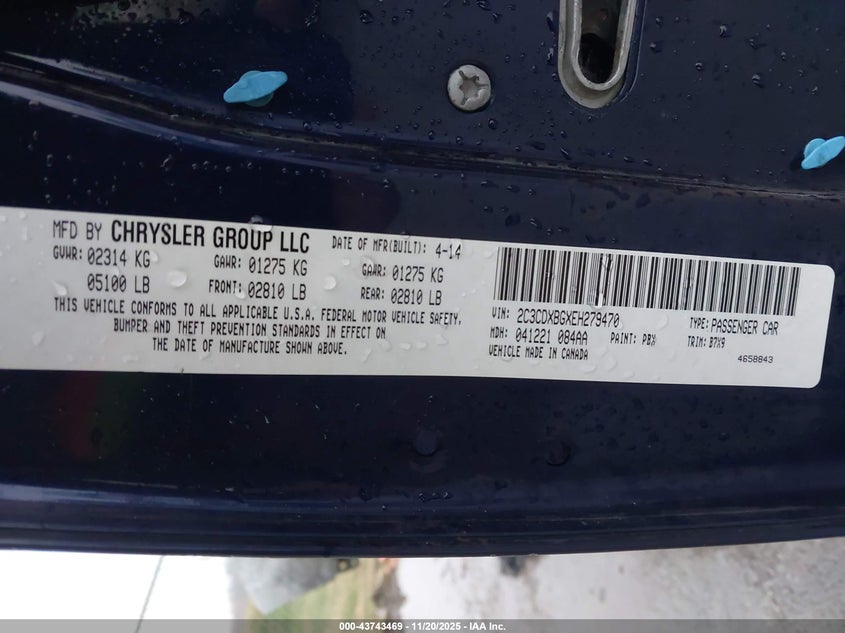 MFD BY CHRYSLER GROUP LLC DATE OF MFR(BUILT): 4-14
GVWR: 02314 KG GAWR: 01275 KG GAWR: 01275 KG
05100 LB FRONT: 02810 LB REAR: 02810 LB
THIS VEHICLE CONFORMS TO ALL APPLICABLE U.S.A. FEDERAL MOTOR VEHICLE SAFETY,
BUMPER AND THEFT PREVENTION STANDARDS IN EFFECT ON
THE DATE OF MANUFACTURE SHOWN ABOVE.
VIN: 2C3CDXBGXEH279470 TYPE: PASSENGER CAR
MDH: 041221 084AA PAINT: PBX TRIM: B7X9
VEHICLE MADE IN CANADA 4658843
000-43743469 | 11/20/2025 | IAA Inc.